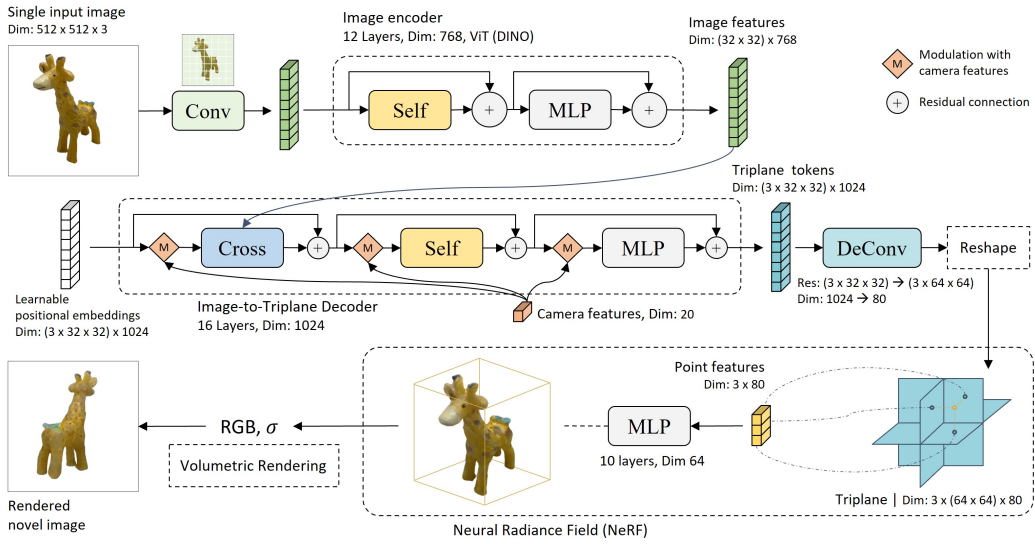 Single input image
Dim: 512 x 512 x 3
Conv
Image encoder
12 Layers, Dim: 768, ViT (DINO)
Self
+
MLP
+
Image features
Dim: (32 x 32) x 768
M
Modulation with
camera features
+
Residual connection
Learnable
positional embeddings
Dim: (3 x 32 x 32) x 1024
M
Cross
+
M
Self
+
M
MLP
+
Image-to-Triplane Decoder
16 Layers, Dim: 1024
Camera features, Dim: 20
Triplane tokens
Dim: (3 x 32 x 32) x 1024
DeConv
Res: (3 x 32 x 32) → (3 x 64 x 64)
Dim: 1024 → 80
Reshape
Rendered
novel image
RGB, σ
Volumetric Rendering
MLP
10 layers, Dim 64
Point features
Dim: 3 x 80
Triplane | Dim: 3 x (64 x 64) x 80
Neural Radiance Field (NeRF)